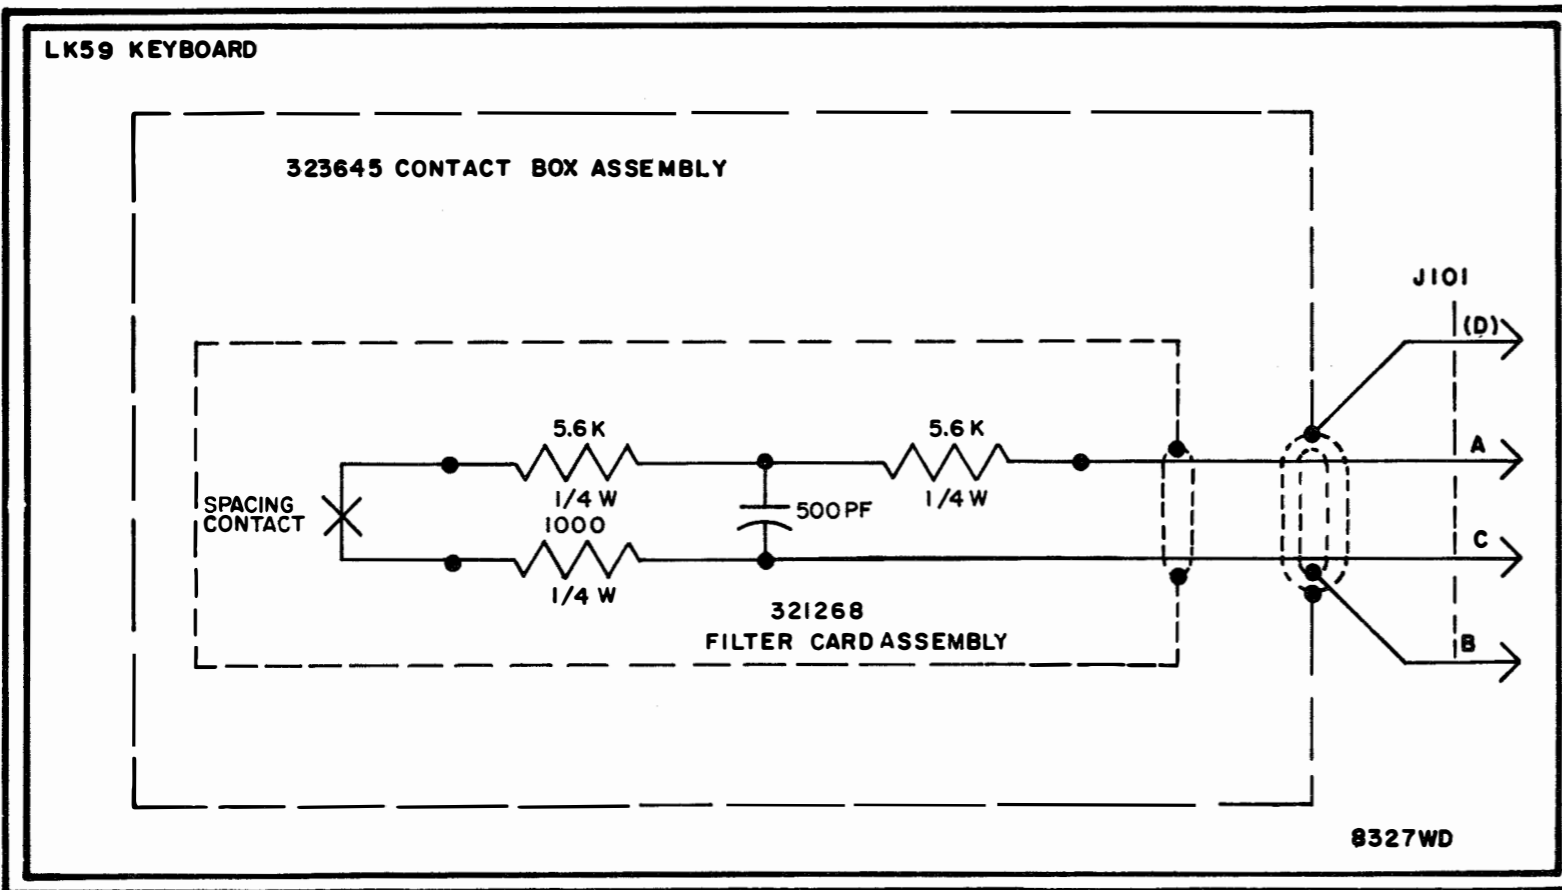 LK59 KEYBOARD
323645 CONTACT BOX ASSEMBLY
J101
(D)
5.6K
5.6K
A
1/4 W
1/4 W
SPACING
CONTACT
1000
500PF
C
1/4 W
321268
FILTER CARD ASSEMBLY
B
8327WD